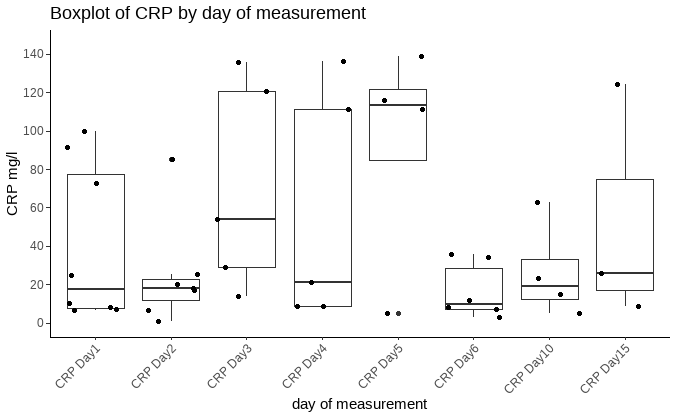 Boxplot of CRP by day of measurement
CRP mg/l
140
120
100
80
60
40
20
0
CRP Day1
CRP Day2
CRP Day3
CRP Day4
CRP Day5
CRP Day6
CRP Day10
CRP Day15
day of measurement